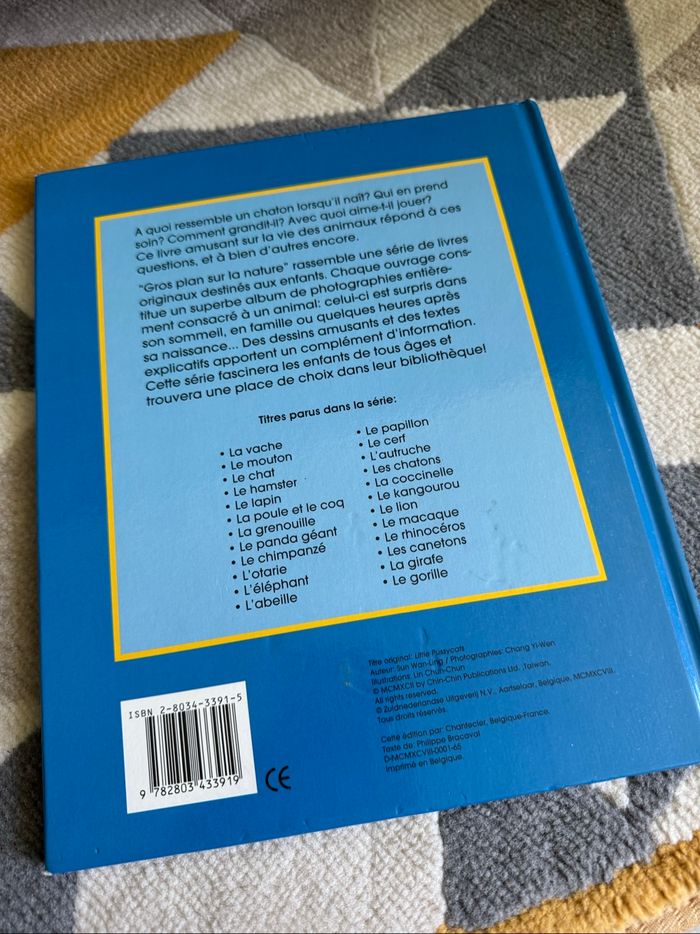 A quoi ressemble un chaton lorsqu'il naît? Qui en prend
soin? Comment grandit-il? Avec quoi aime-t-il jouer?
Ce livre amusant sur la vie des animaux répond à ces
questions, et à bien d'autres encore.
"Gros plan sur la nature" rassemble une série de livres
originaux destinés aux enfants. Chaque ouvrage cons-
titue un superbe album de photographies entière-
ment consacré à un animal: celui-ci est surpris dans
son sommeil, en famille ou quelques heures après
sa naissance... Des dessins amusants et des textes
explicatifs apportent un complément d'information.
Cette série fascinera les enfants de tous âges et
trouvera une place de choix dans leur bibliothèque!
Titres parus dans la série:
• La vache
• Le mouton
• Le chat
• Le hamster
• Le lapin
• La poule et le coq
• La grenouille
• Le panda géant
• Le chimpanzé
• L'otarie
• L'éléphant
• L'abeille
• Le papillon
• Le cerf
• L'autruche
• Les chatons
• La coccinelle
• Le kangourou
• Le lion
• Le macaque
• Le rhinocéros
• Les canetons
• La girafe
• Le gorille
Titre original: Little Pussycats
Auteur: Sun Wan-Ling / Photographies: Chang Yi-Wen
Illustrations: Lin Chun-Chun
© MCMXCII by Chin-Chin Publications Ltd, Taiwan.
All rights reserved.
© Zuidnederlandse Uitgeverij N.V., Aartselaar, Belgique, MCMXCVIII.
Tous droits réservés.
Cette édition par: Chantecler, Belgique-France.
Texte de: Philippe Bracaval
D-MCMXCVIII-0001-65
Imprimé en Belgique.
ISBN 2-8034-3391-5
9 782803 433919
CE